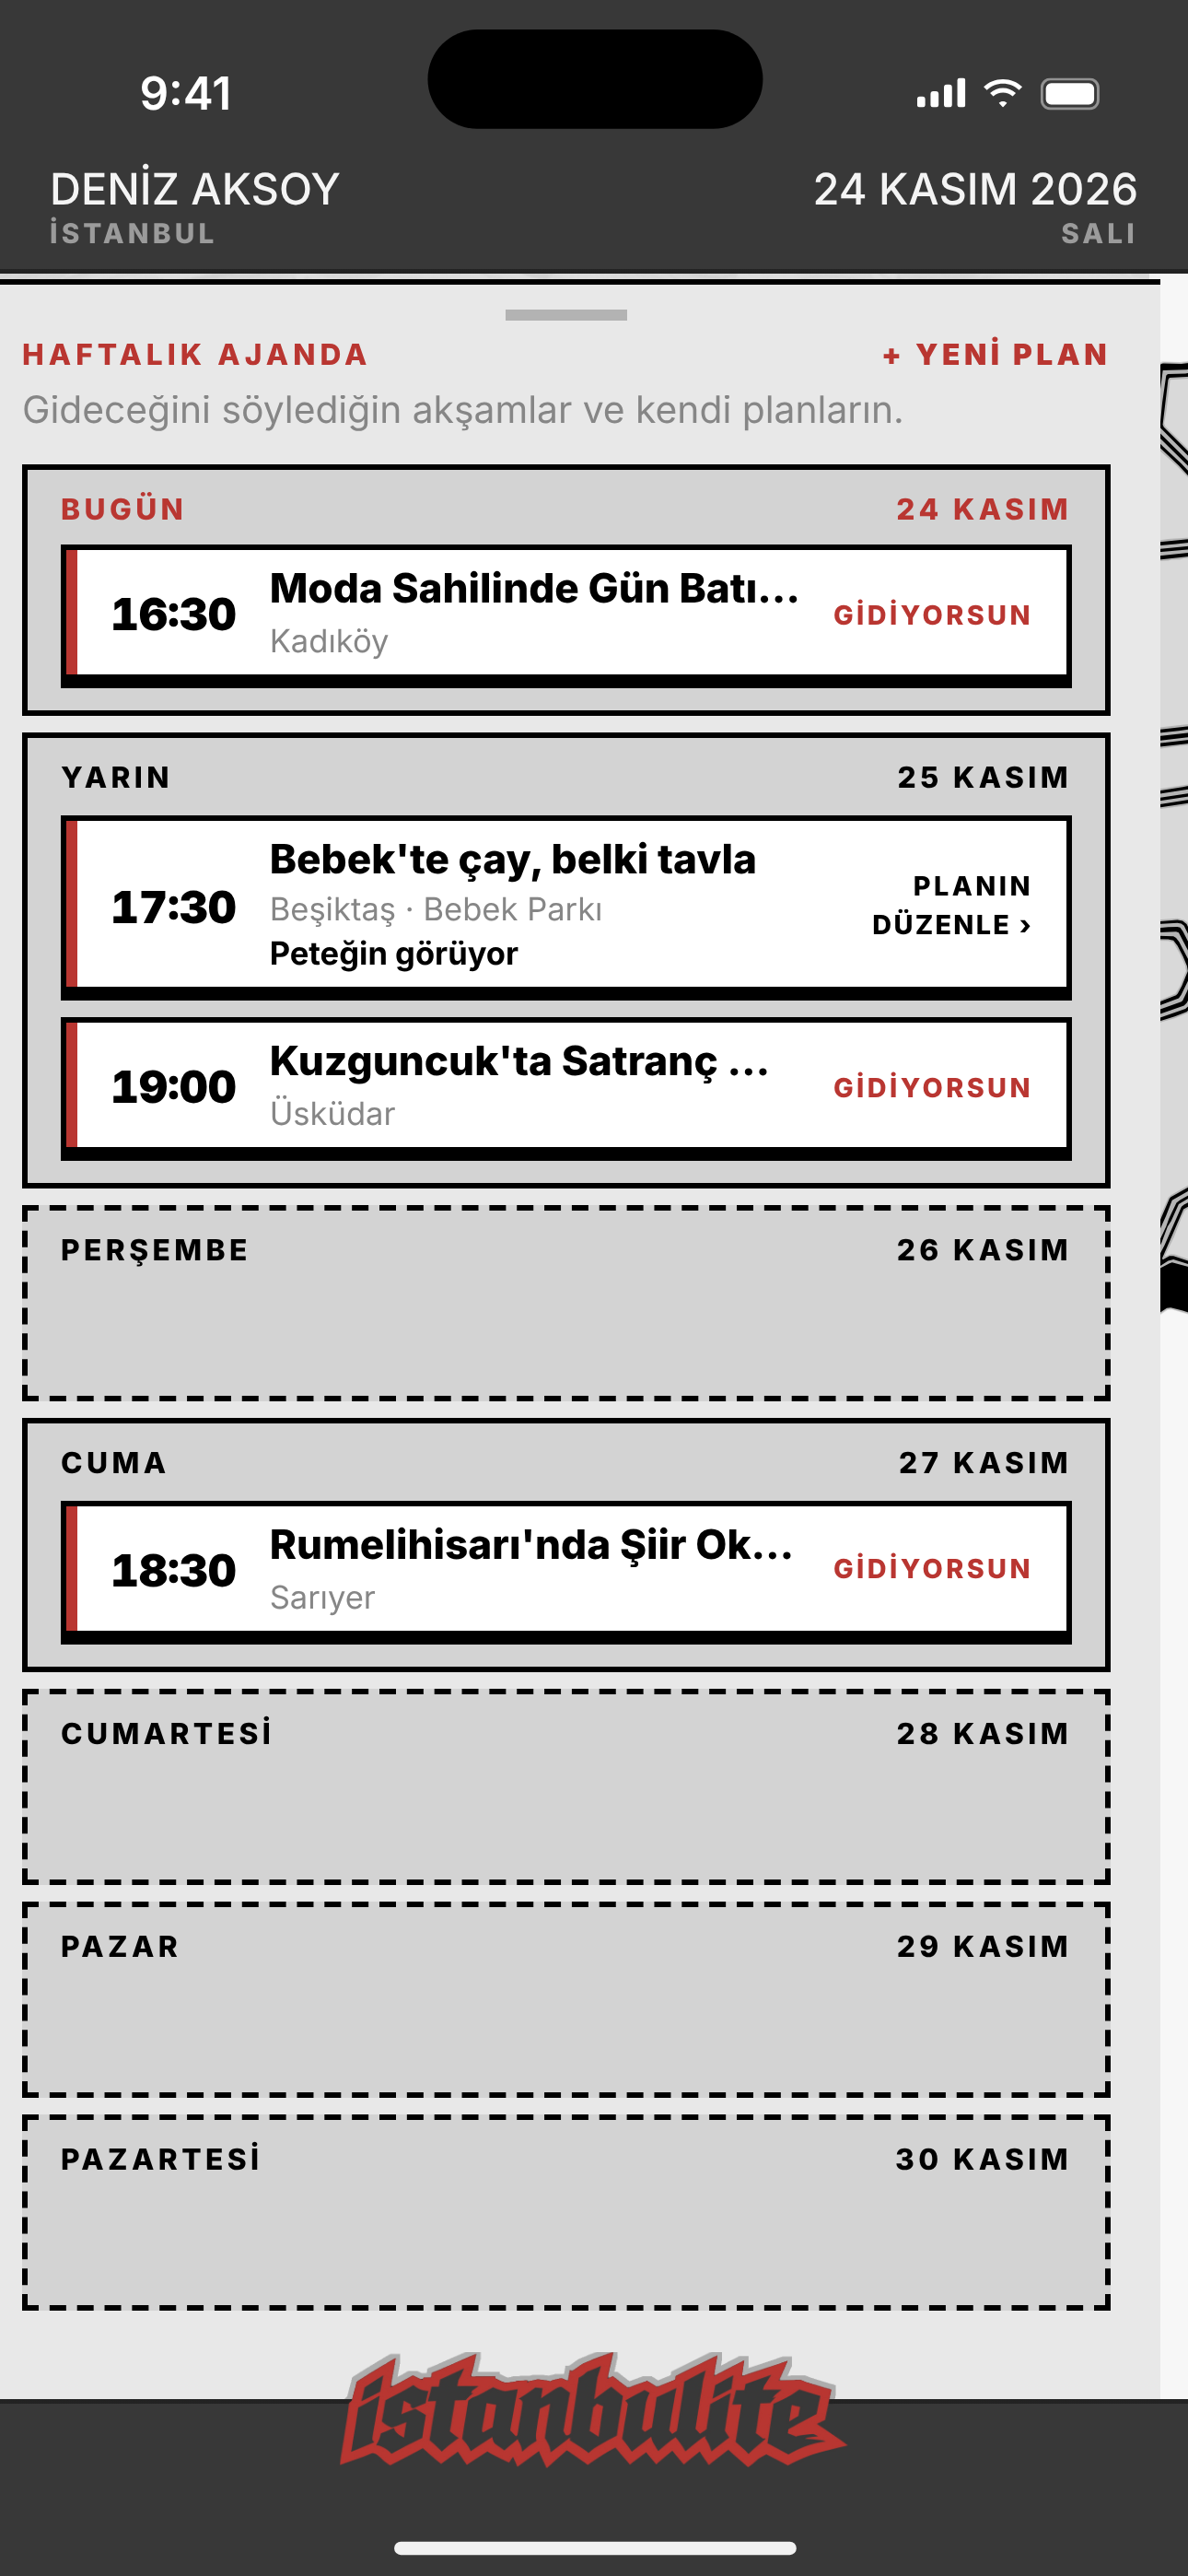 9:41
DENİZ AKSOY
24 KASIM 2026
İSTANBUL
SALI
HAFTALIK AJANDA
+ YENİ PLAN
Gideceğini söylediğin akşamlar ve kendi planların.
BUGÜN
24 KASIM
16:30
Moda Sahilinde Gün Batı...
Kadıköy
GİDİYORSUN
YARIN
25 KASIM
17:30
Bebek'te çay, belki tavla
Beşiktaş · Bebek Parkı
Peteğin görüyor
PLANIN
DÜZENLE ›
19:00
Kuzguncuk'ta Satranç ...
Üsküdar
GİDİYORSUN
PERŞEMBE
26 KASIM
CUMA
27 KASIM
18:30
Rumelihisarı'nda Şiir Ok...
Sarıyer
GİDİYORSUN
CUMARTESİ
28 KASIM
PAZAR
29 KASIM
PAZARTESİ
30 KASIM
istanbulite